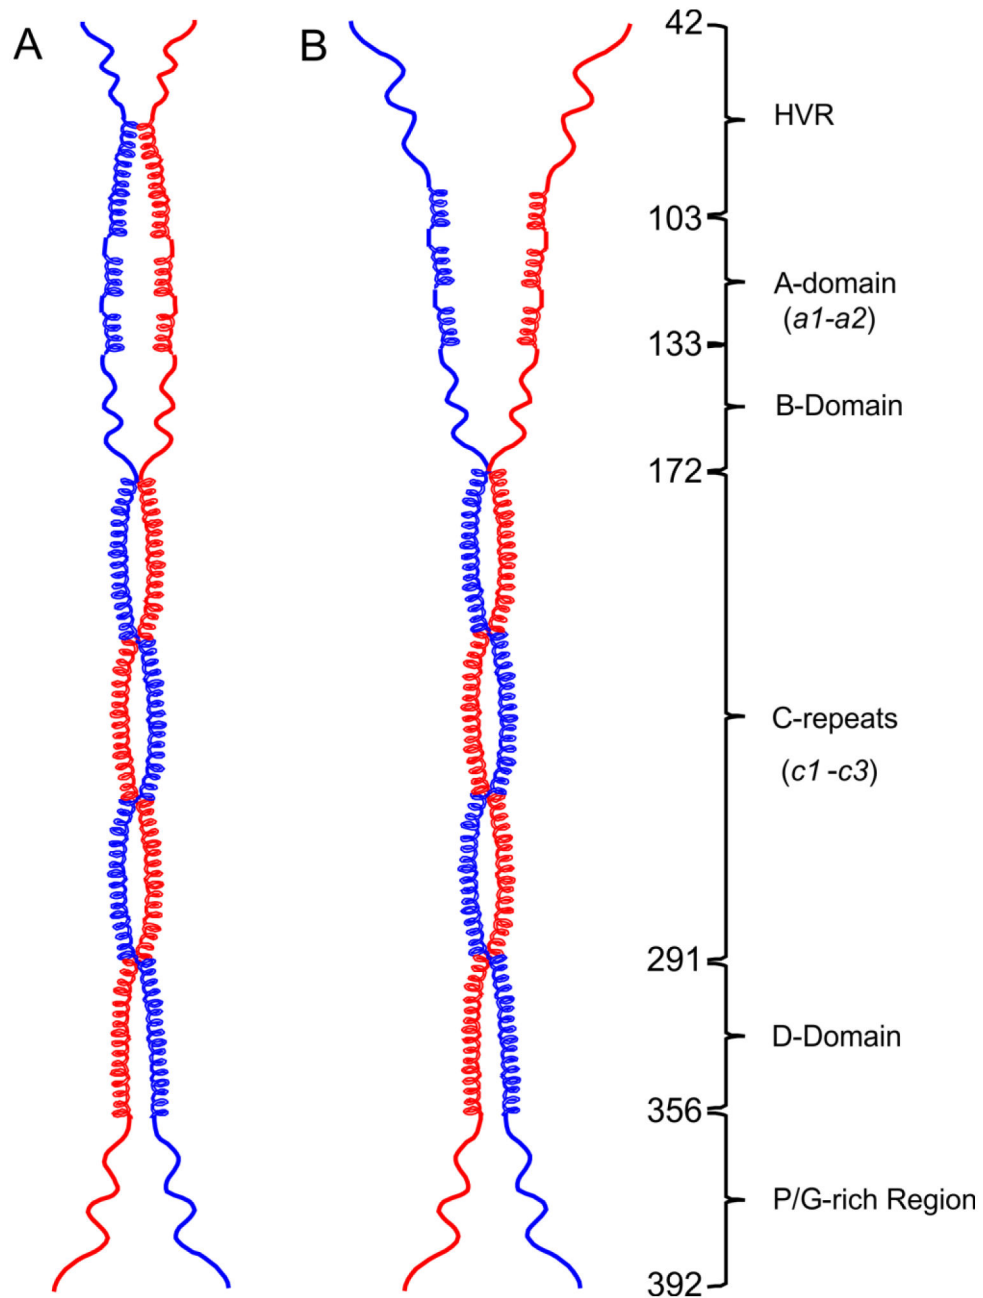 A
B
42
HVR
103
A-domain
(a1-a2)
133
B-Domain
172
C-repeats
(c1 -c3)
291
D-Domain
356
P/G-rich Region
392